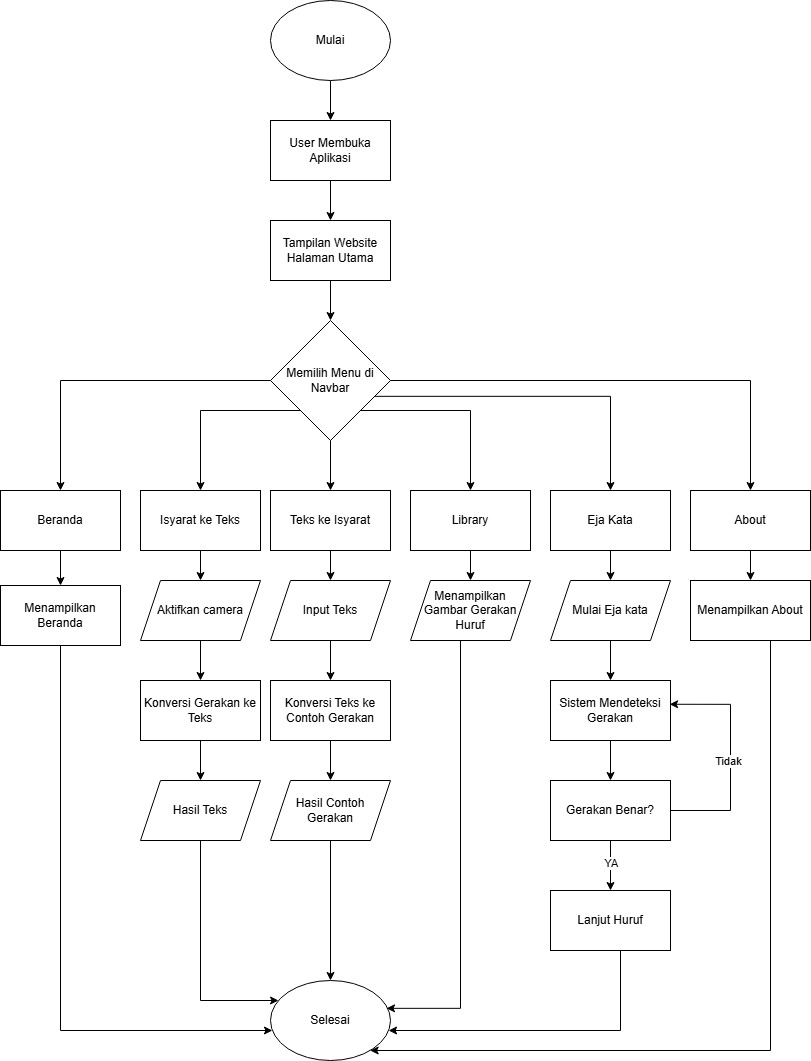 Mulai
User Membuka
Aplikasi
Tampilan Website
Halaman Utama
Memilih Menu di
Navbar
Beranda
Isyarat ke Teks
Teks ke Isyarat
Library
Eja Kata
About
Menampilkan
Beranda
Aktifkan camera
Input Teks
Menampilkan
Gambar Gerakan
Huruf
Mulai Eja kata
Menampilkan About
Konversi Gerakan ke
Teks
Konversi Teks ke
Contoh Gerakan
Sistem Mendeteksi
Gerakan
Tidak
Hasil Teks
Hasil Contoh
Gerakan
Gerakan Benar?
YA
Lanjut Huruf
Selesai